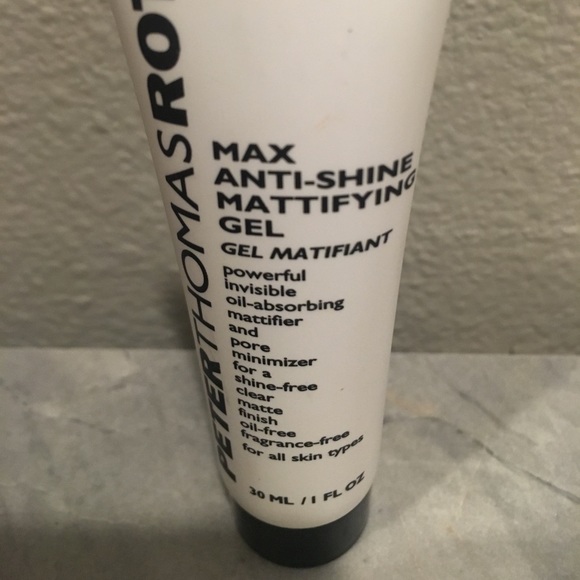 PETERTHOMASROT
MAX
ANTI-SHINE
MATTIFYING
GEL
GEL MATIFIANT
powerful
invisible
oil-absorbing
mattifier
and
pore
minimizer
for a
shine-free
clear
matte
finish
oil-free
fragrance-free
for all skin types
30 ML / 1 FL OZ